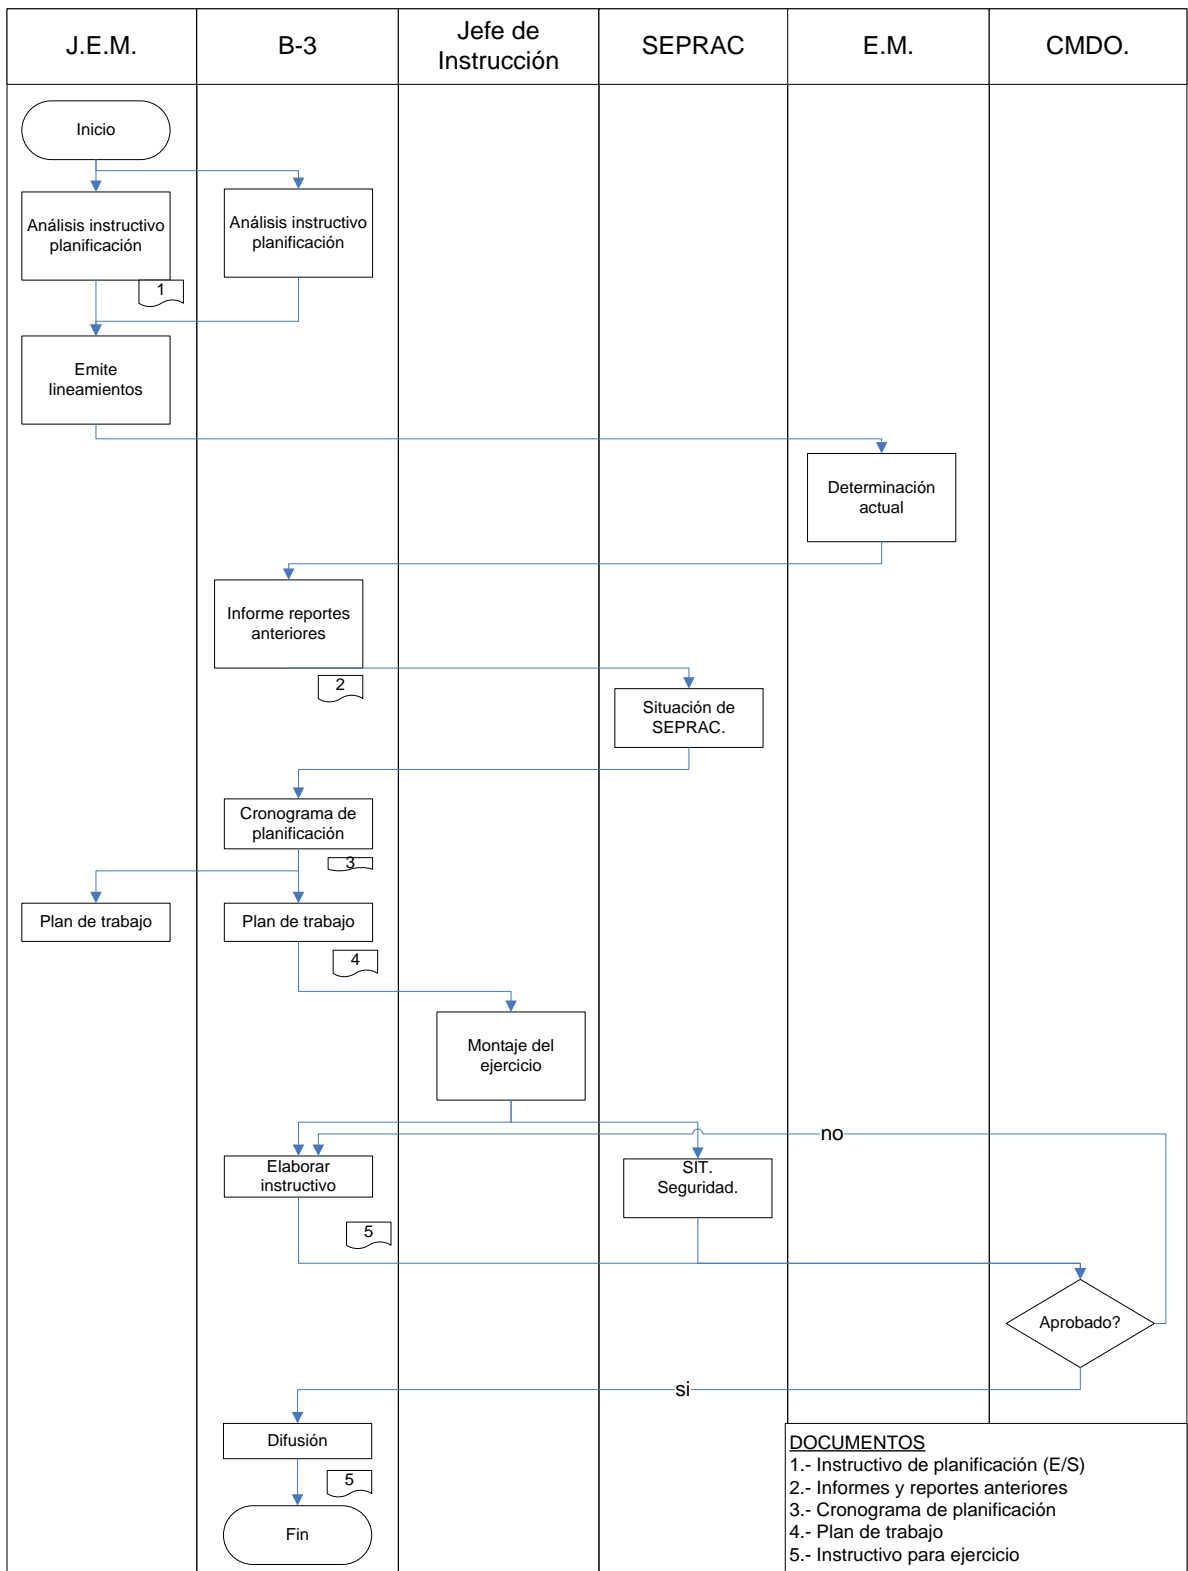 J.E.M.
B-3
Jefe de
Instrucción
SEPRAC
E.M.
CMDO.
Inicio
Análisis instructivo
planificación
Análisis instructivo
planificación
1
Emite
lineamientos
Determinación
actual
Informe reportes
anteriores
2
Situación de
SEPRAC.
Cronograma de
planificación
3
Plan de trabajo
Plan de trabajo
4
Montaje del
ejercicio
no
Elaborar
instructivo
SIT.
Seguridad.
5
Aprobado?
si
Difusión
5
Fin
DOCUMENTOS
1.- Instructivo de planificación (E/S)
2.- Informes y reportes anteriores
3.- Cronograma de planificación
4.- Plan de trabajo
5.- Instructivo para ejercicio